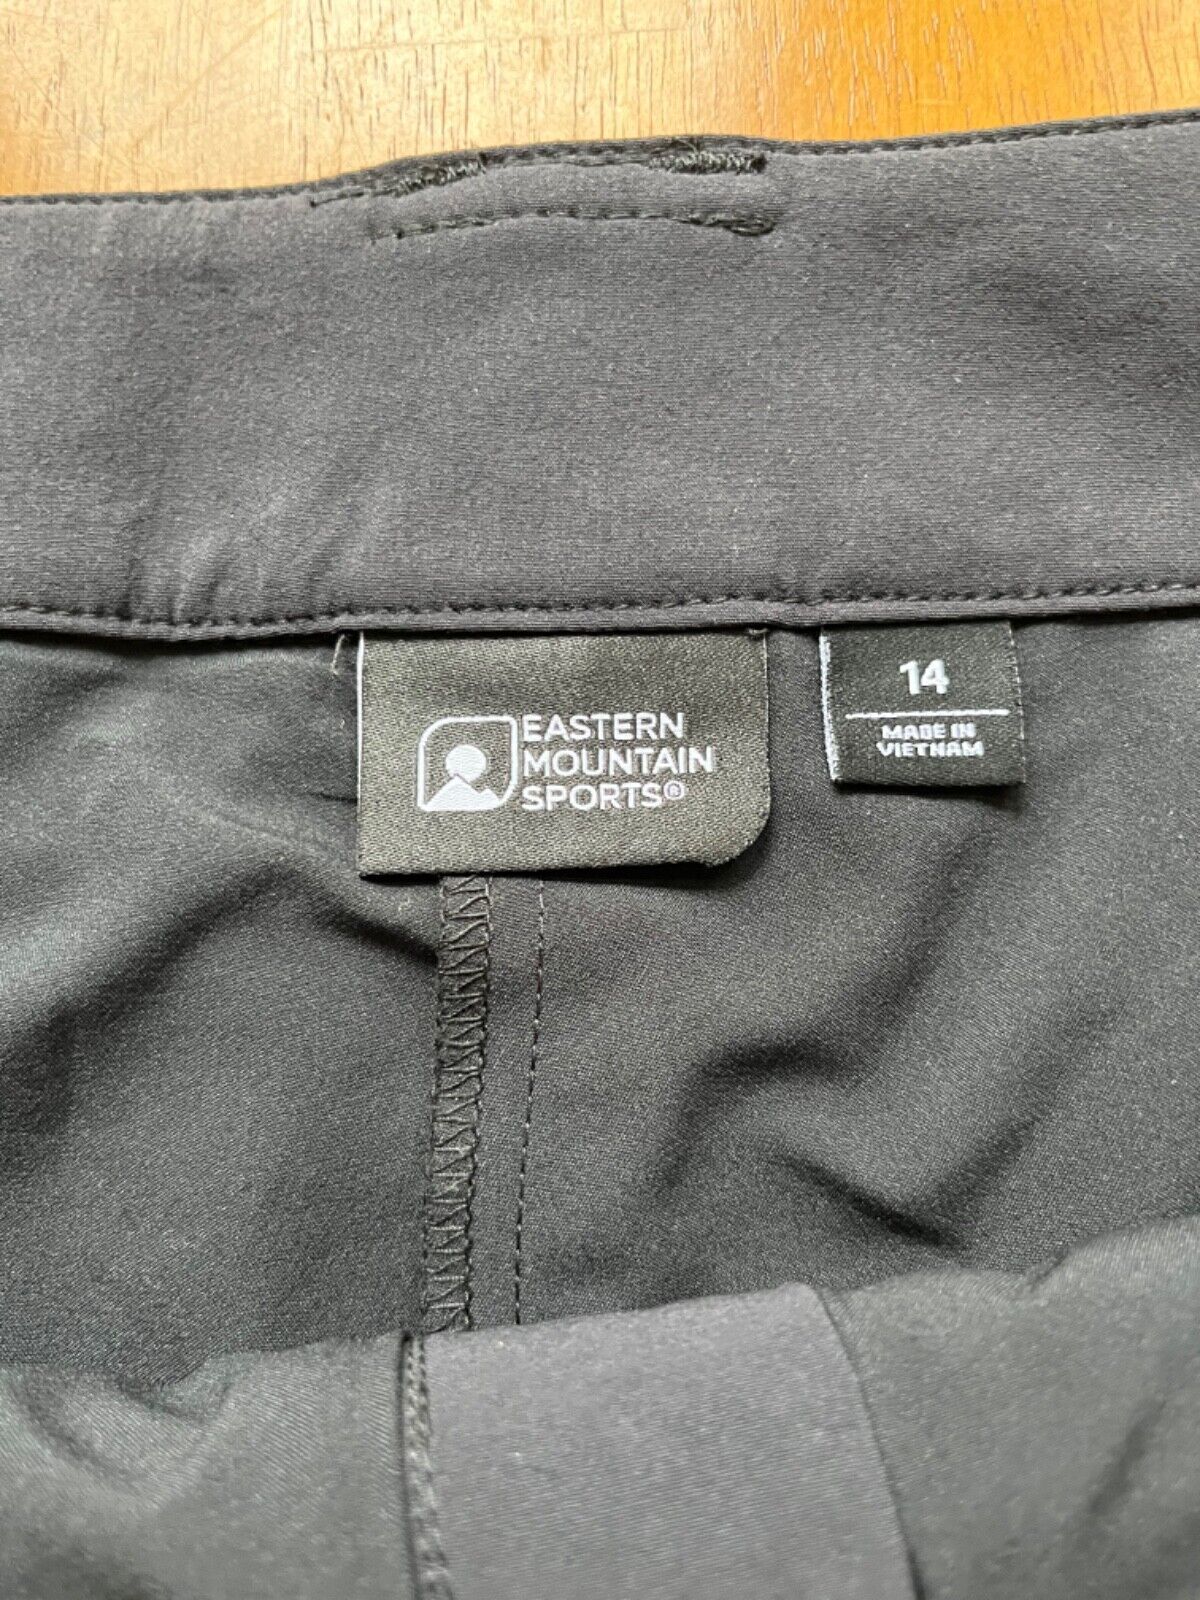 EASTERN
MOUNTAIN
SPORTS®
14
MADE IN
VIETNAM